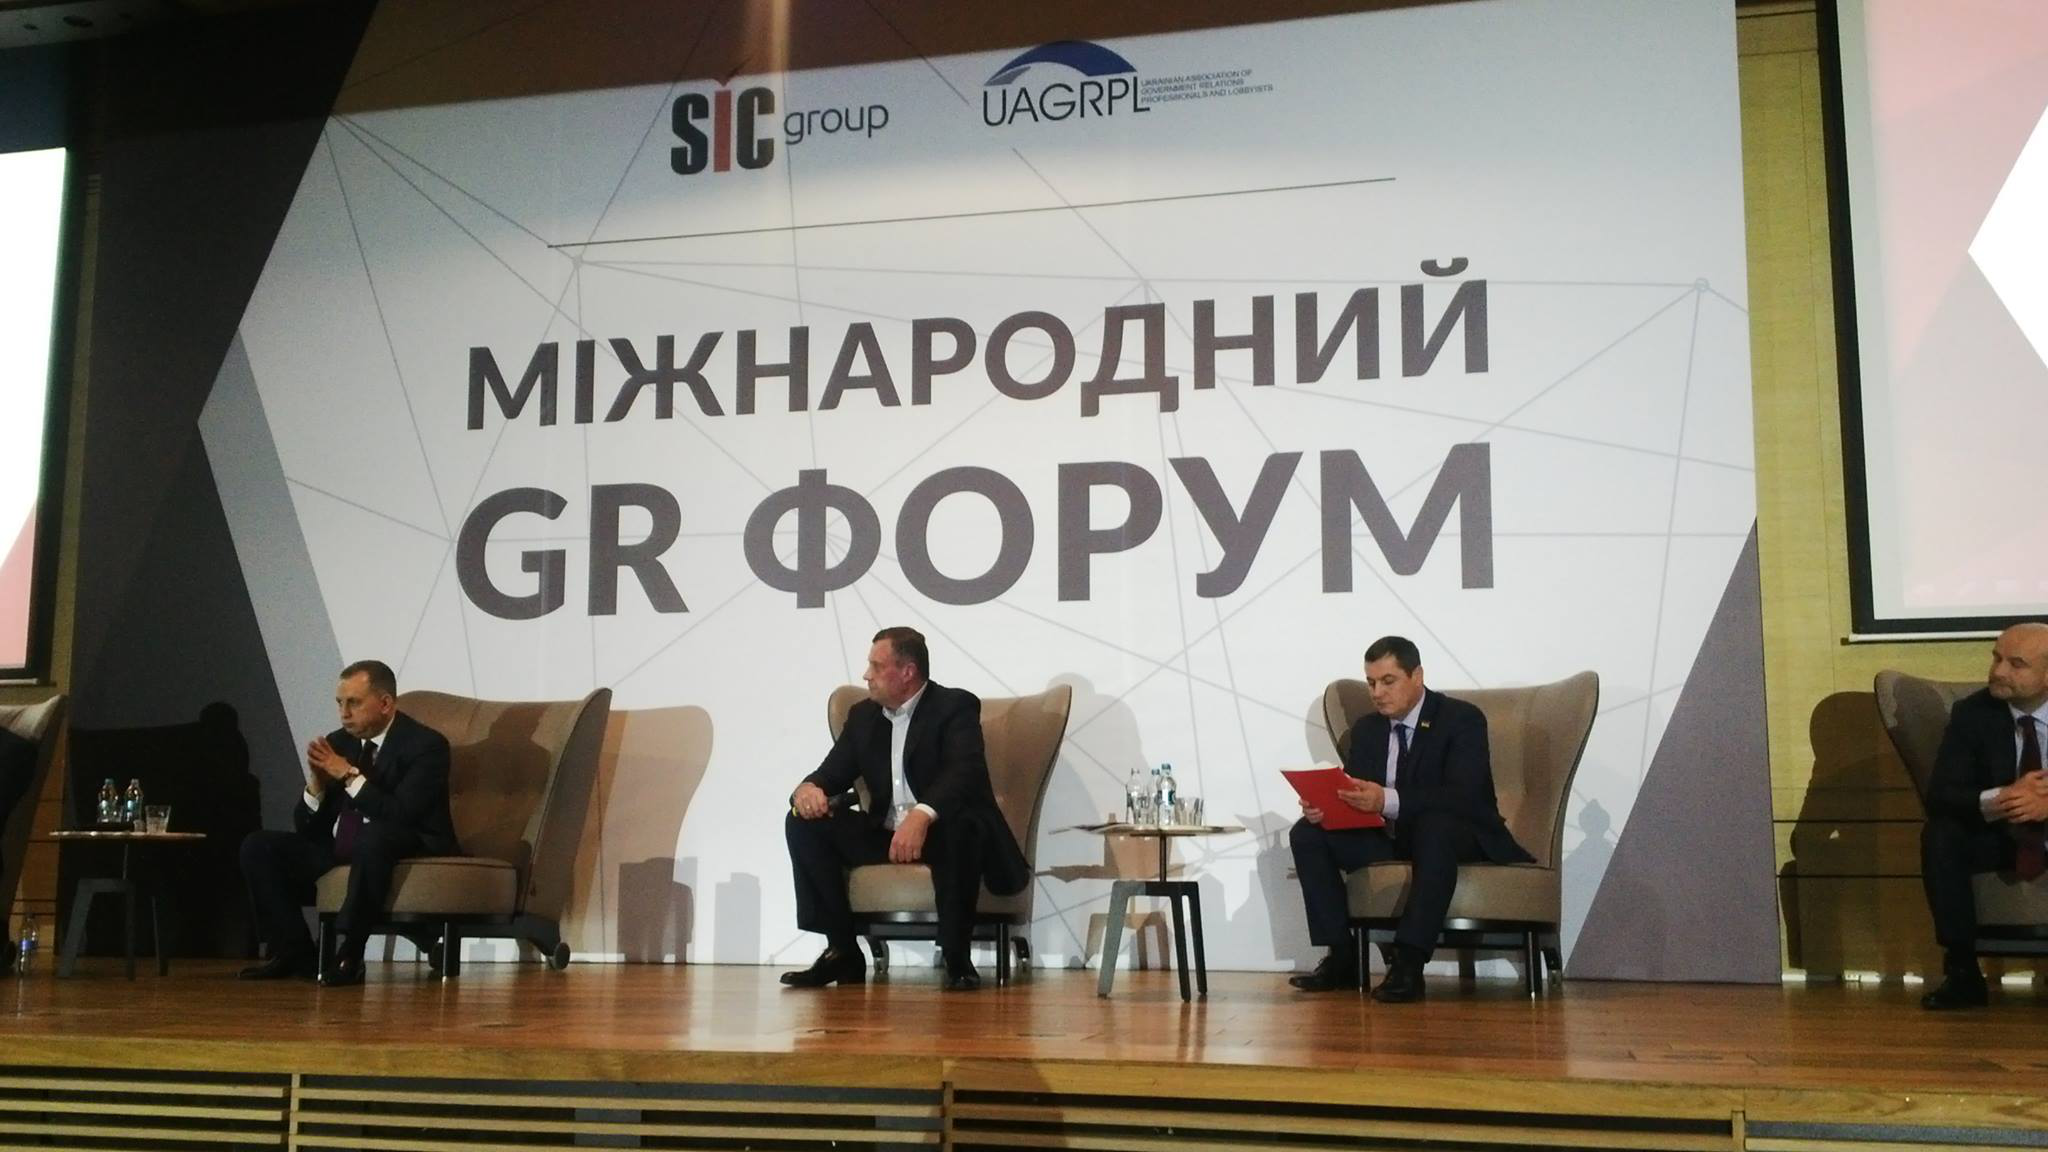 SIC group
UAGRPL
UKRAINIAN ASSOCIATION OF
GOVERNMENT RELATIONS
PROFESSIONALS AND LOBBYISTS
МІЖНАРОДНИЙ
GR ФОРУМ